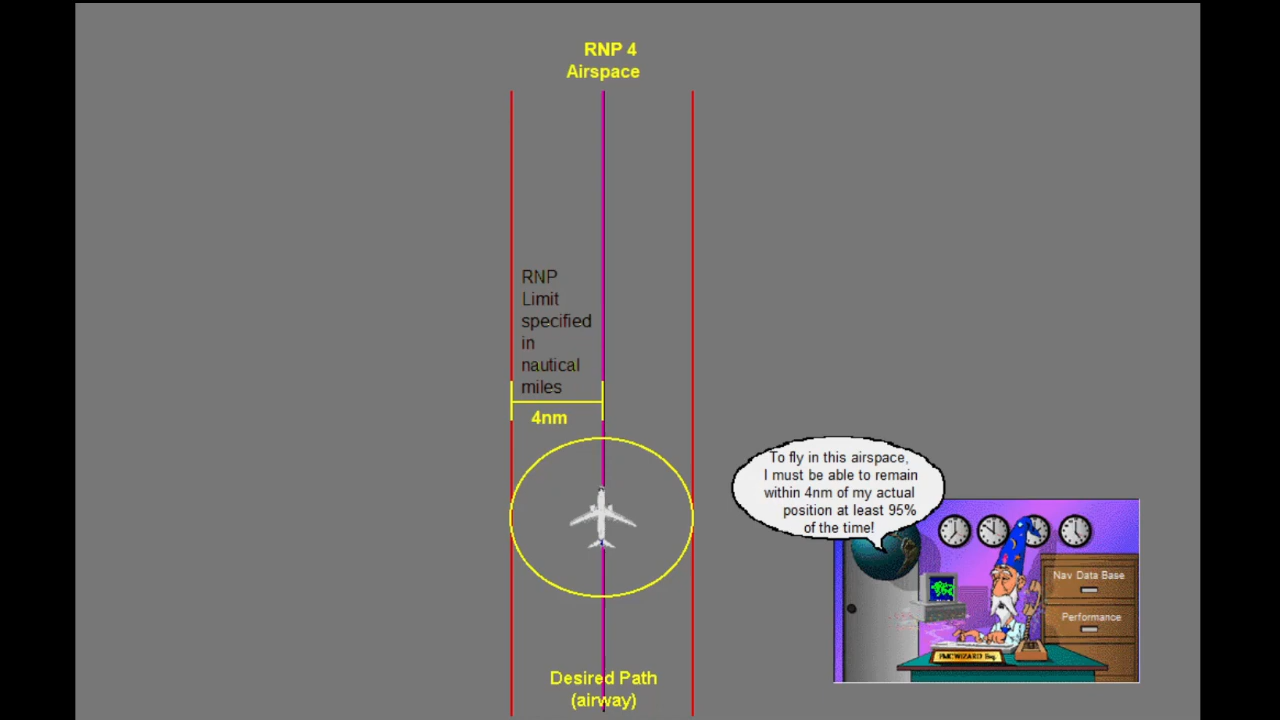 RNP 4
Airspace
RNP
Limit
specified
in
nautical
miles
4nm
To fly in this airspace,
I must be able to remain
within 4nm of my actual
position at least 95%
of the time!
Nav Data Base
Performance
FMCWIZARD Esq.
Desired Path
(airway)